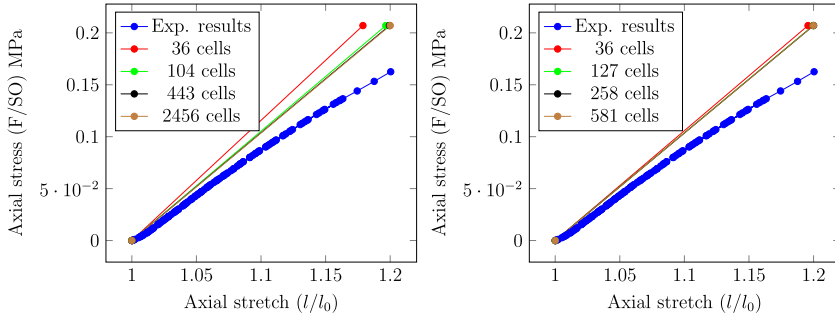 Exp. results
36 cells
104 cells
443 cells
2456 cells
0.2
0.15
0.1
5 · 10⁻²
0
1
1.05
1.1
1.15
1.2
Axial stress (F/SO) MPa
Axial stretch (l/l₀)
Exp. results
36 cells
127 cells
258 cells
581 cells
0.2
0.15
0.1
5 · 10⁻²
0
1
1.05
1.1
1.15
1.2
Axial stress (F/SO) MPa
Axial stretch (l/l₀)